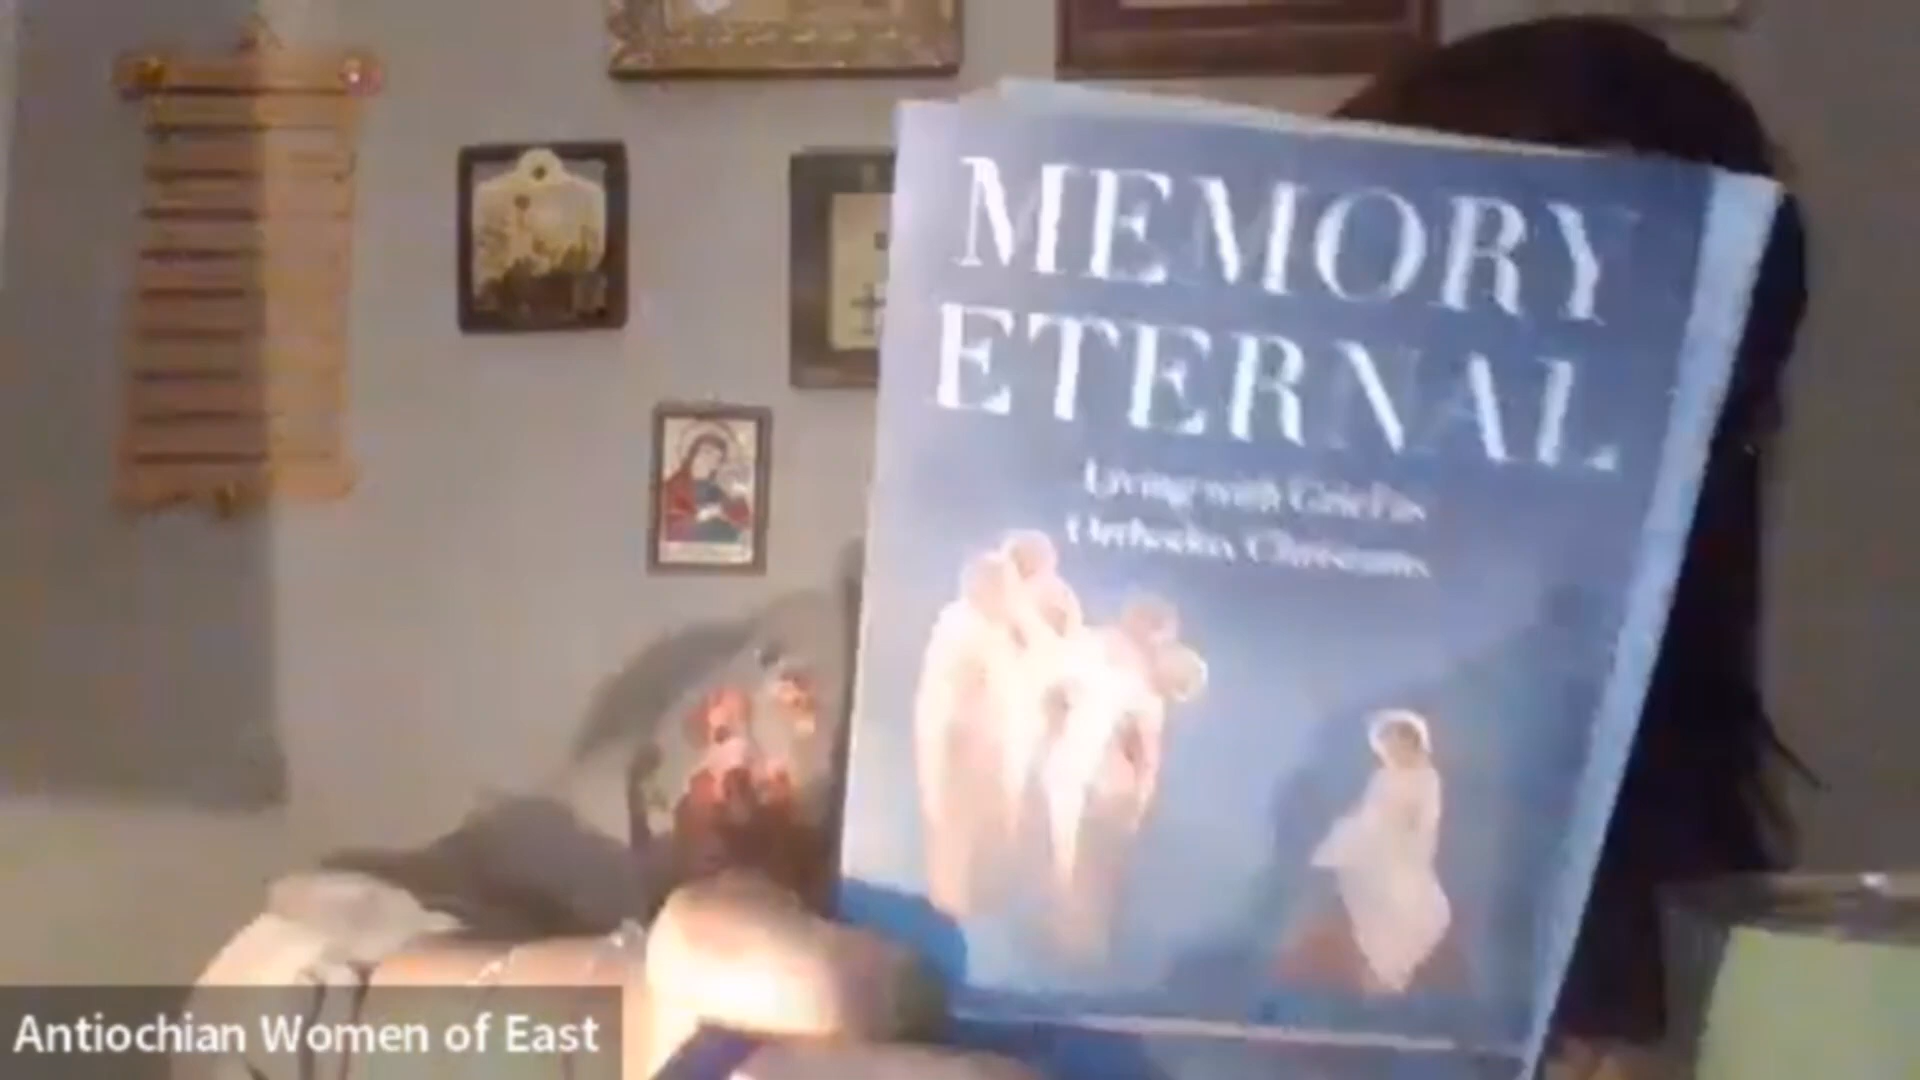 MEMORY
ETERNAL
Living with Grief as
Orthodox Christians
Antiochian Women of East